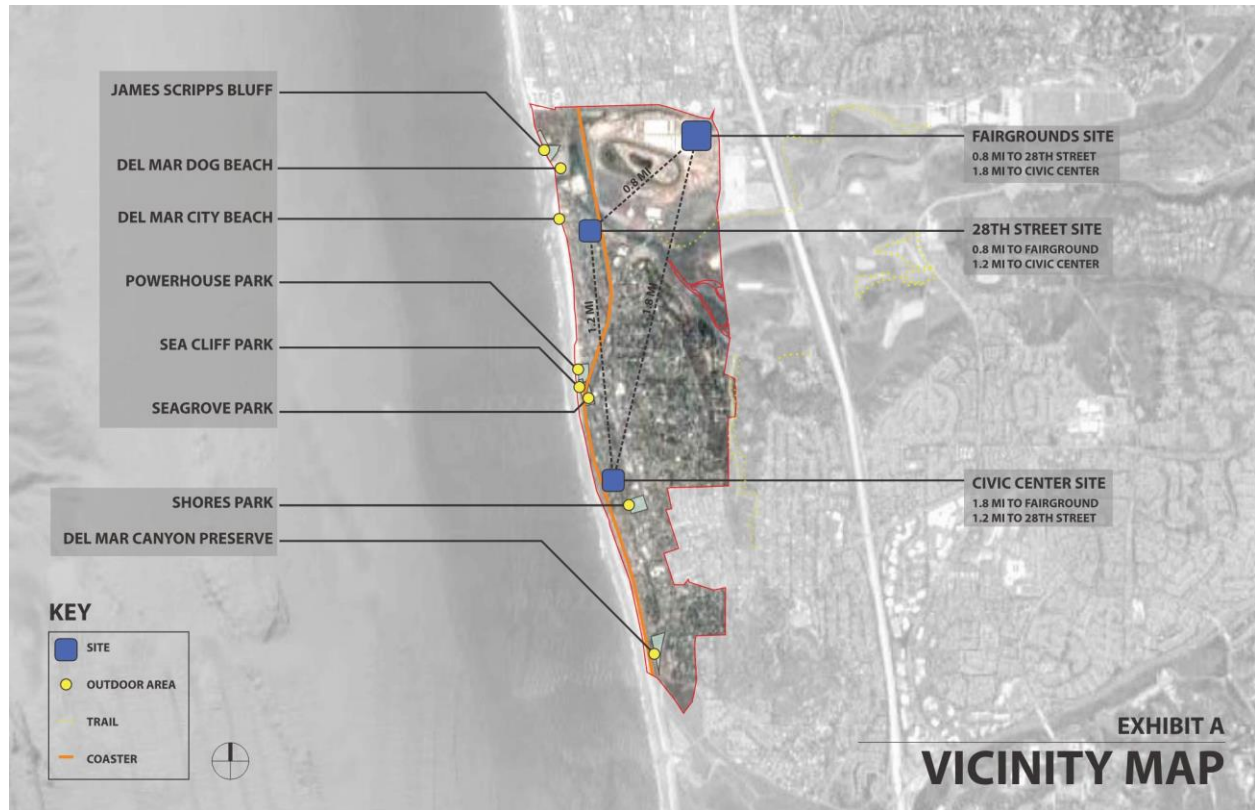 JAMES SCRIPPS BLUFF
DEL MAR DOG BEACH
DEL MAR CITY BEACH
POWERHOUSE PARK
SEA CLIFF PARK
SEAGROVE PARK
SHORES PARK
DEL MAR CANYON PRESERVE
0.8 MI
1.2 MI
1.8 MI
FAIRGROUNDS SITE
0.8 MI TO 28TH STREET
1.8 MI TO CIVIC CENTER
28TH STREET SITE
0.8 MI TO FAIRGROUND
1.2 MI TO CIVIC CENTER
CIVIC CENTER SITE
1.8 MI TO FAIRGROUND
1.2 MI TO 28TH STREET
KEY
SITE
OUTDOOR AREA
TRAIL
COASTER
EXHIBIT A
VICINITY MAP